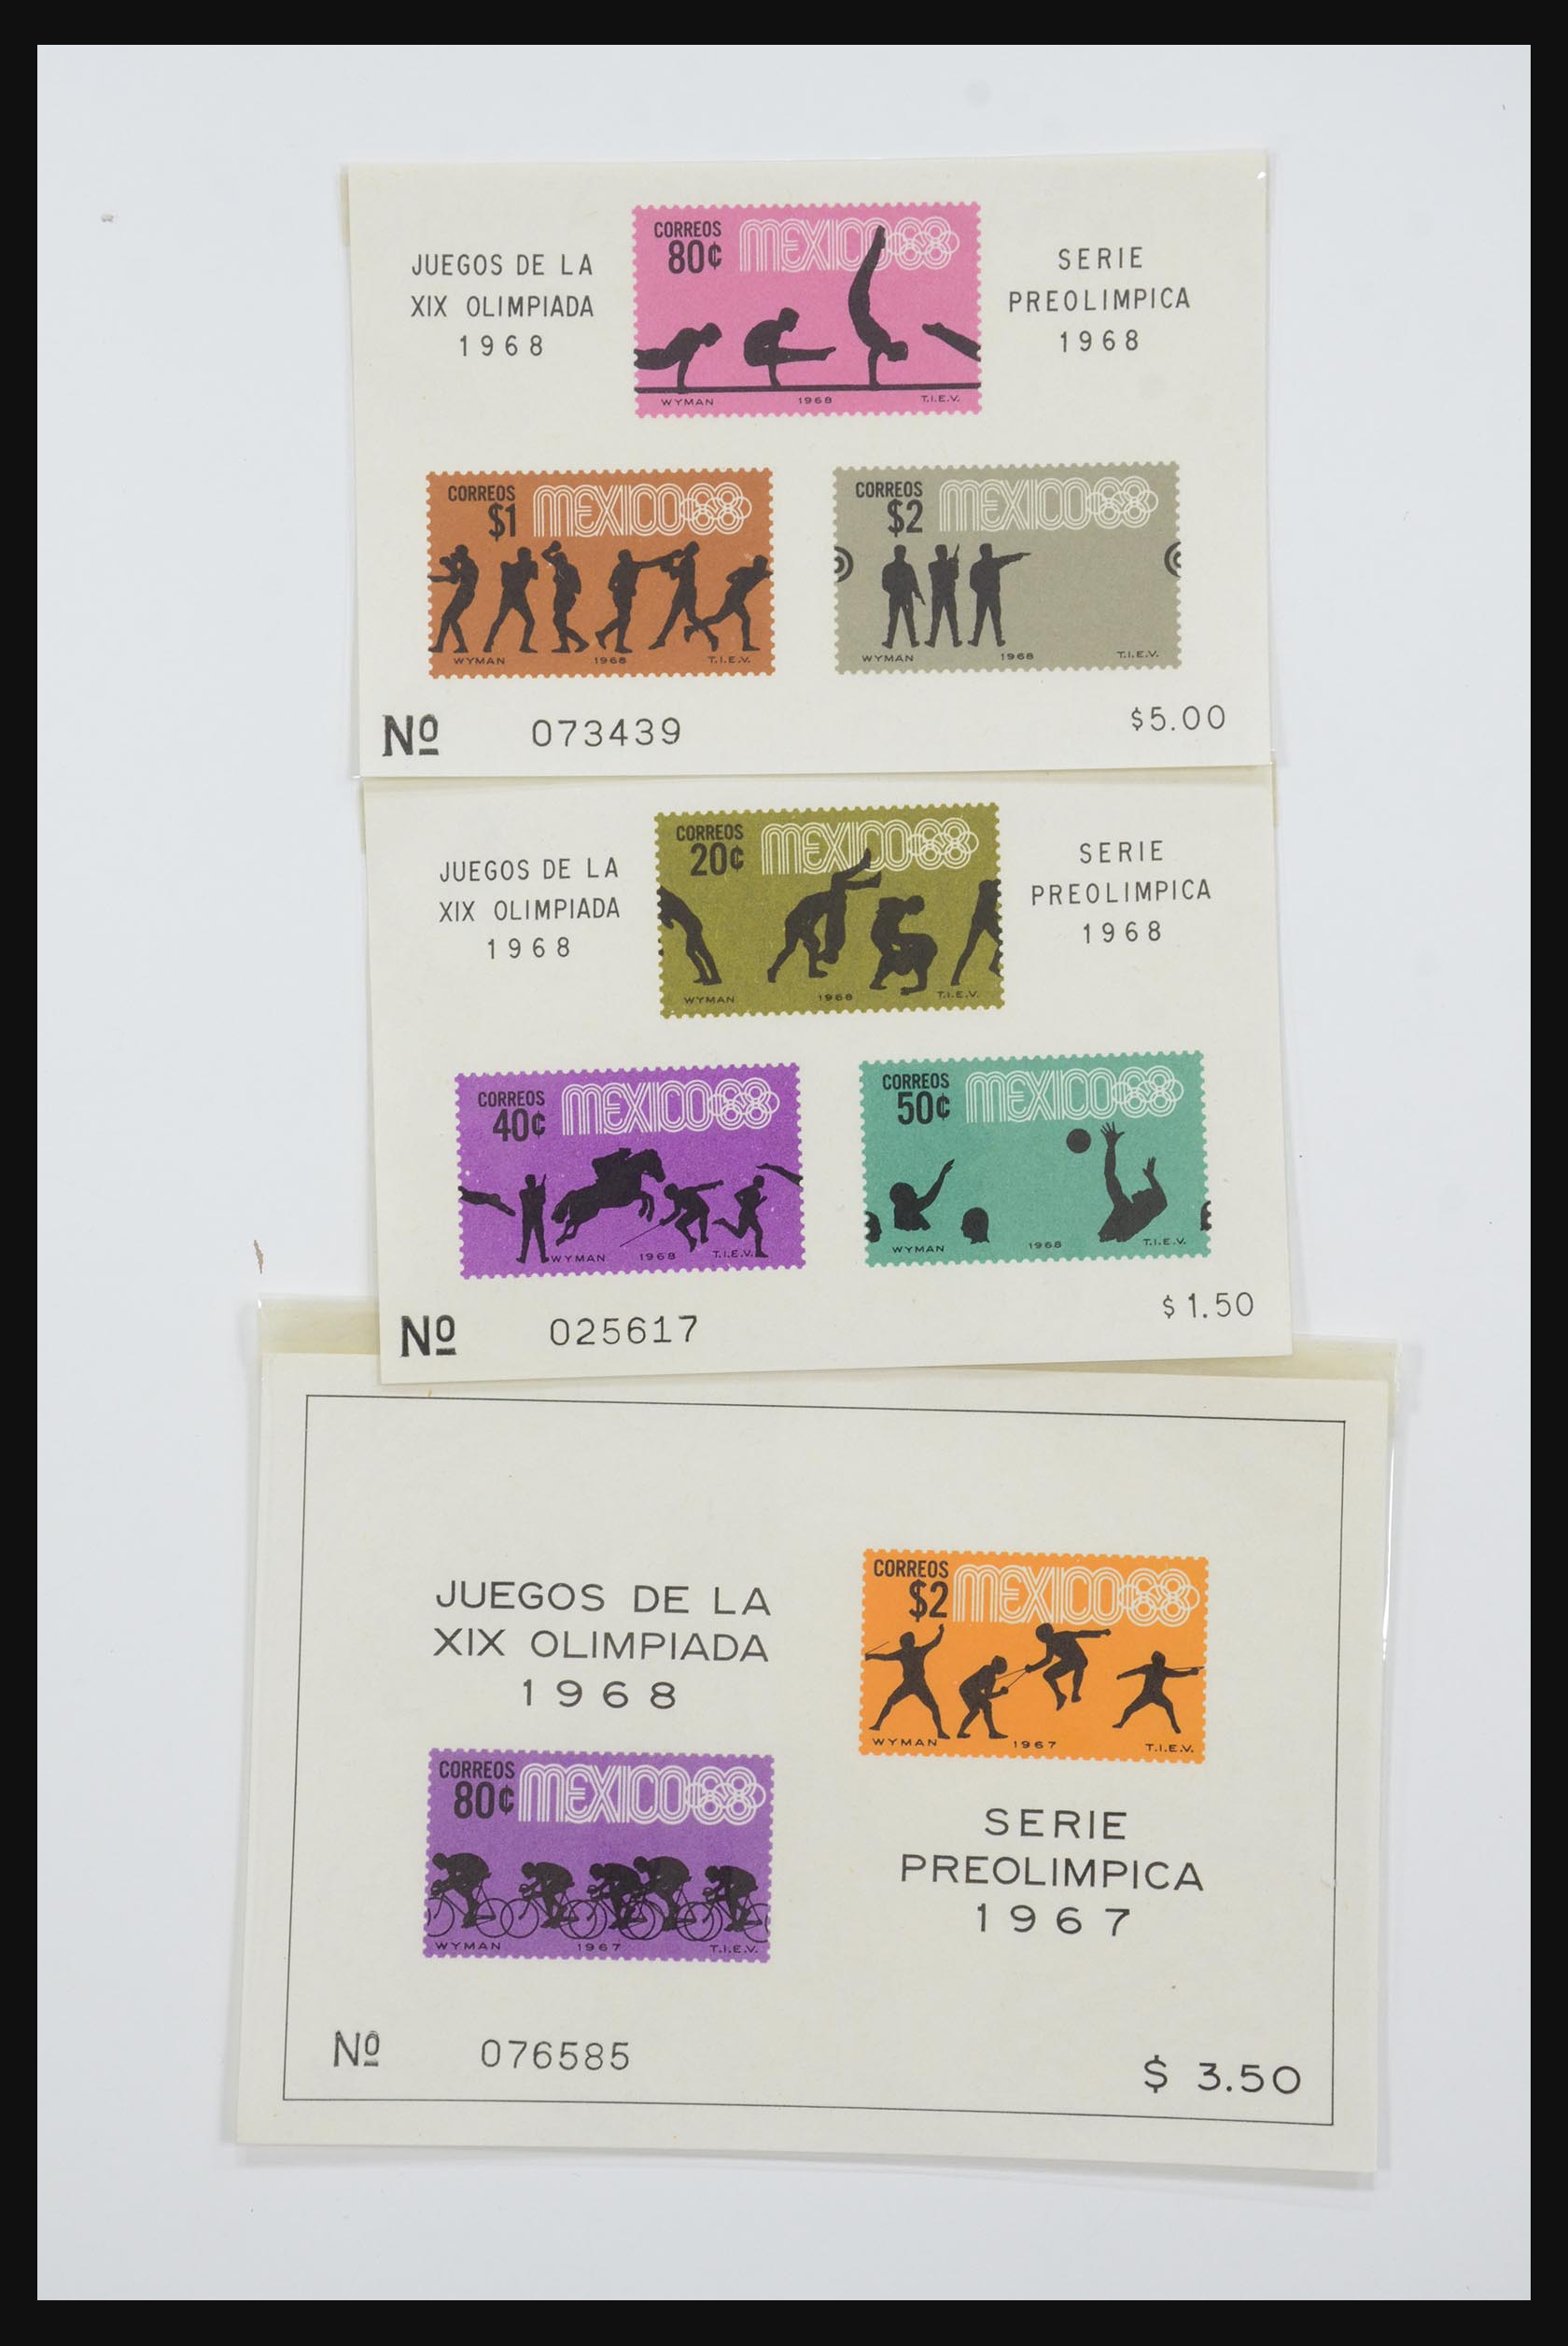 JUEGOS DE LA
XIX OLIMPIADA
1968
CORREOS
80¢
MEXICO68
WYMAN 1968 T.I.E.V.
SERIE
PREOLIMPICA
1968
CORREOS
$1
MEXICO68
WYMAN 1968 T.I.E.V.
CORREOS
$2
MEXICO68
WYMAN 1968 T.I.E.V.
Nº 073439
$5.00
JUEGOS DE LA
XIX OLIMPIADA
1968
CORREOS
20¢
MEXICO68
WYMAN 1968 T.I.E.V.
SERIE
PREOLIMPICA
1968
CORREOS
40¢
MEXICO68
WYMAN 1968 T.I.E.V.
CORREOS
50¢
MEXICO68
WYMAN 1968 T.I.E.V.
Nº 025617
$1.50
JUEGOS DE LA
XIX OLIMPIADA
1968
CORREOS
$2
MEXICO68
WYMAN 1967 T.I.E.V.
CORREOS
80¢
MEXICO68
WYMAN 1967 T.I.E.V.
SERIE
PREOLIMPICA
1967
Nº 076585
$ 3.50